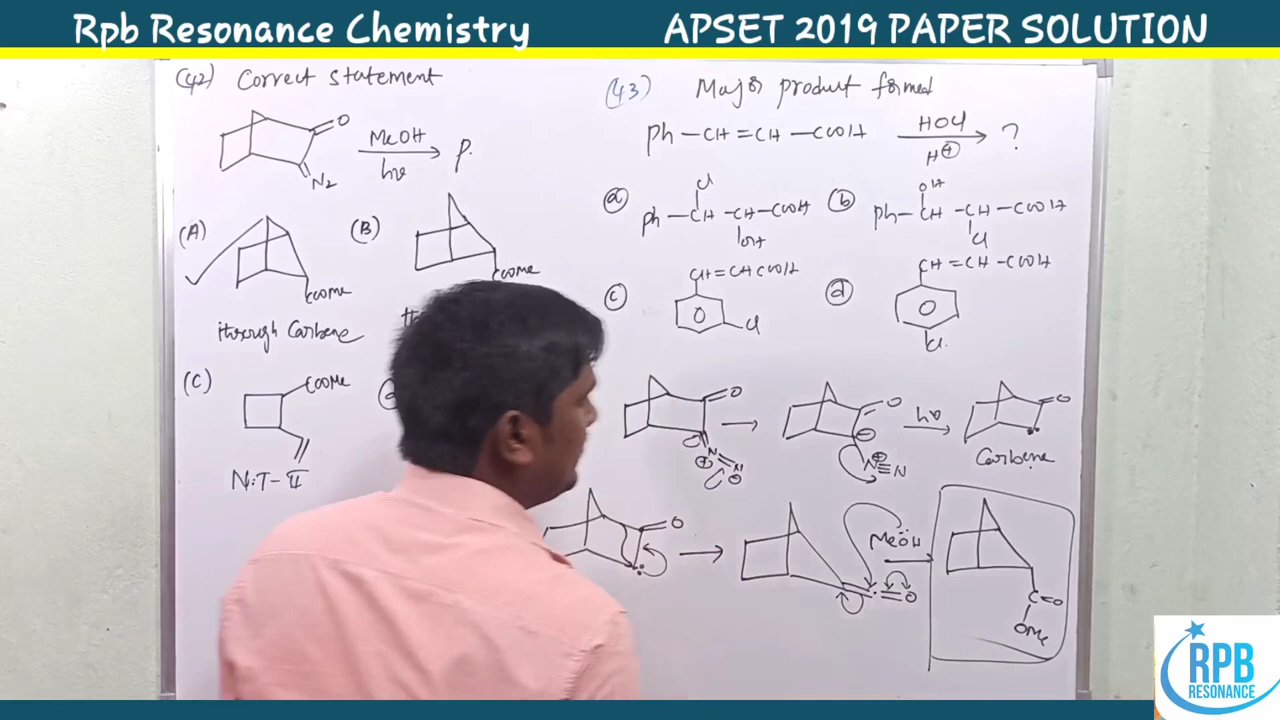 Rpb Resonance Chemistry
APSET 2019 PAPER SOLUTION
(42) Correct statement
O
N2
MeOH
hν
P.
(A)
COOMe
through Carbene
(B)
COOMe
(C)
COOMe
N:T-II
(43) Major product formed
Ph-CH=CH-COOH
HOCl
H⊕
?
(a)
Cl
Ph-CH-CH-COOH
OH
(b)
OH
Ph-CH-CH-COOH
Cl
(c)
CH=CHCOOH
Cl
(d)
CH=CH-COOH
Cl
O
⊖ N=N
⊕ ⊖
O
⊖
⊕
N≡N
hν
O
Carbene
O
=O
MeÖH
C=O
OMe
RPB
RESONANCE